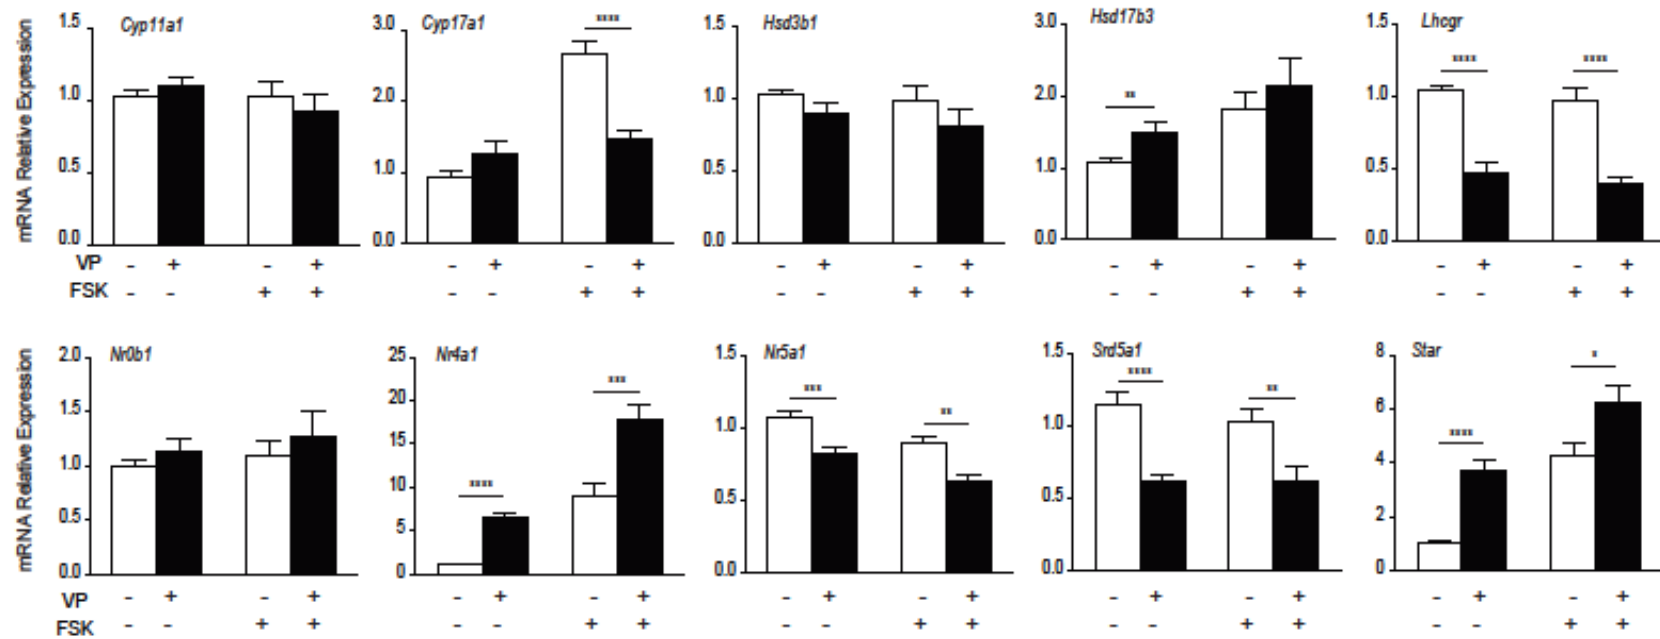 Cyp11a1 Cyp17a1 Hsd3b1 Hsd17b3 Lhcgr
mRNA Relative Expression
1.5 1.0 0.5 0.0
3.0 2.0 1.0 0.0
****
1.5 1.0 0.5 0.0
3.0 2.0 1.0 0.0
**
1.5 1.0 0.5 0.0
**** ****
VP - + - + - + - + - + - + - + - + - + - +
FSK - - + + - - + + - - + + - - + + - - + +
Nr0b1 Nr4a1 Nr5a1 Srd5a1 Star
mRNA Relative Expression
2.0 1.5 1.0 0.5 0.0
25 20 15 10 5 0
**** ***
1.5 1.0 0.5 0.0
*** **
1.5 1.0 0.5 0.0
**** **
8 6 4 2 0
**** *
VP - + - + - + - + - + - + - + - + - + - +
FSK - - + + - - + + - - + + - - + + - - + +